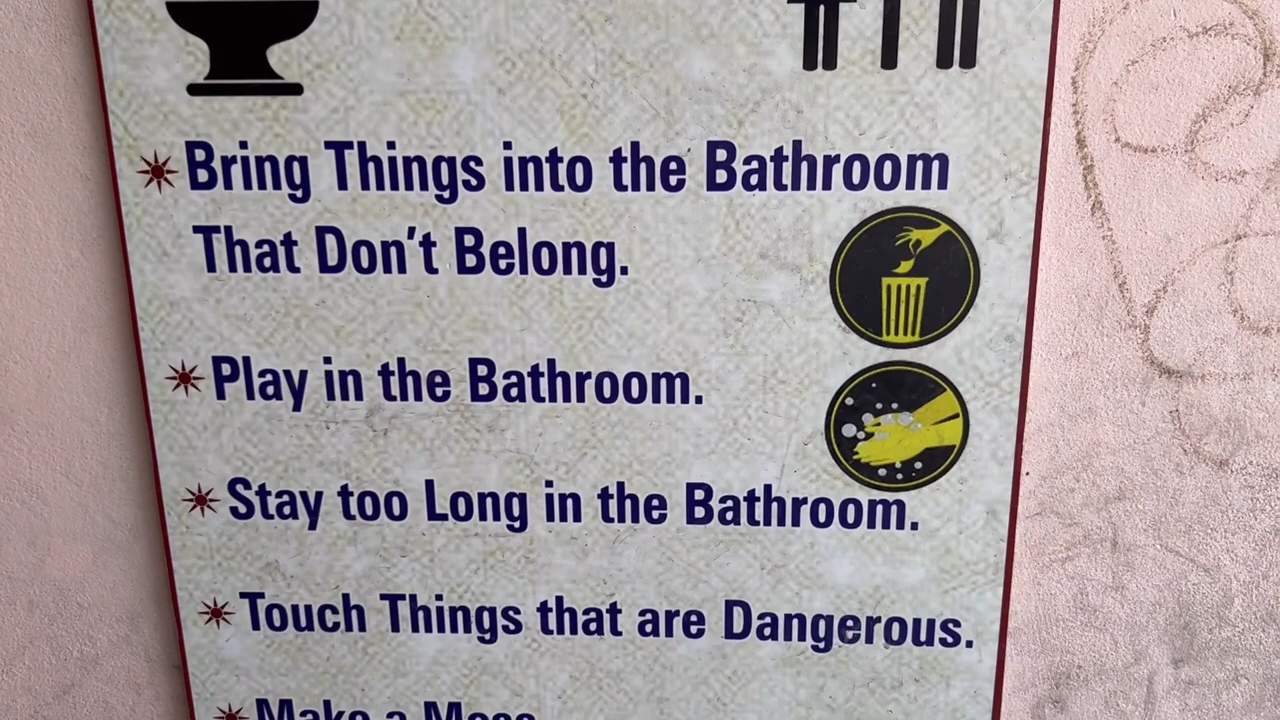 Bring Things into the Bathroom
That Don't Belong.
Play in the Bathroom.
Stay too Long in the Bathroom.
Touch Things that are Dangerous.
Make a Mess